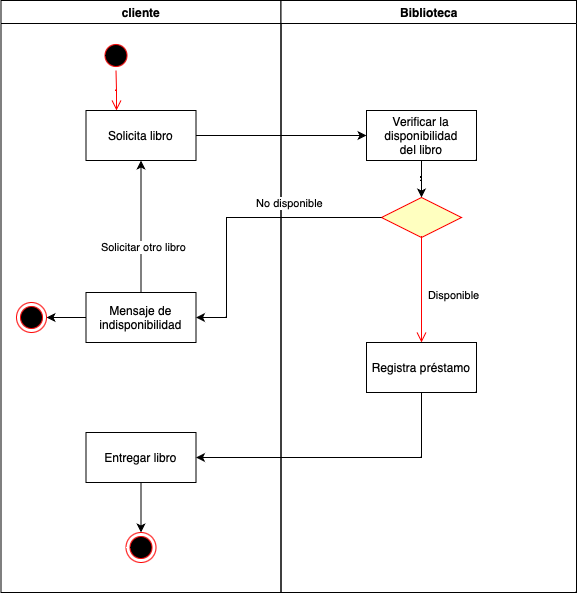 cliente
Biblioteca
Solicita libro
Verificar la
disponibilidad
del libro
No disponible
Solicitar otro libro
Disponible
Mensaje de
indisponibilidad
Registra préstamo
Entregar libro